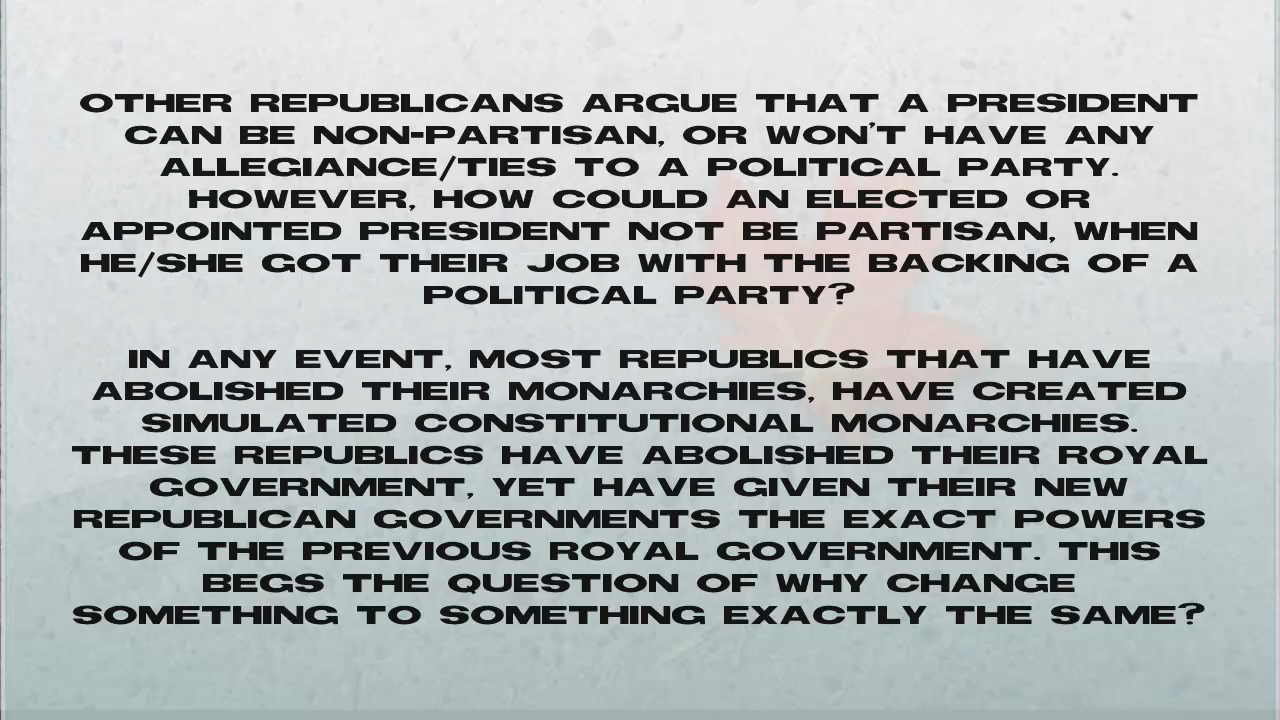 OTHER REPUBLICANS ARGUE THAT A PRESIDENT
CAN BE NON-PARTISAN, OR WON'T HAVE ANY
ALLEGIANCE/TIES TO A POLITICAL PARTY.
HOWEVER, HOW COULD AN ELECTED OR
APPOINTED PRESIDENT NOT BE PARTISAN, WHEN
HE/SHE GOT THEIR JOB WITH THE BACKING OF A
POLITICAL PARTY?
IN ANY EVENT, MOST REPUBLICS THAT HAVE
ABOLISHED THEIR MONARCHIES, HAVE CREATED
SIMULATED CONSTITUTIONAL MONARCHIES.
THESE REPUBLICS HAVE ABOLISHED THEIR ROYAL
GOVERNMENT, YET HAVE GIVEN THEIR NEW
REPUBLICAN GOVERNMENTS THE EXACT POWERS
OF THE PREVIOUS ROYAL GOVERNMENT. THIS
BEGS THE QUESTION OF WHY CHANGE
SOMETHING TO SOMETHING EXACTLY THE SAME?